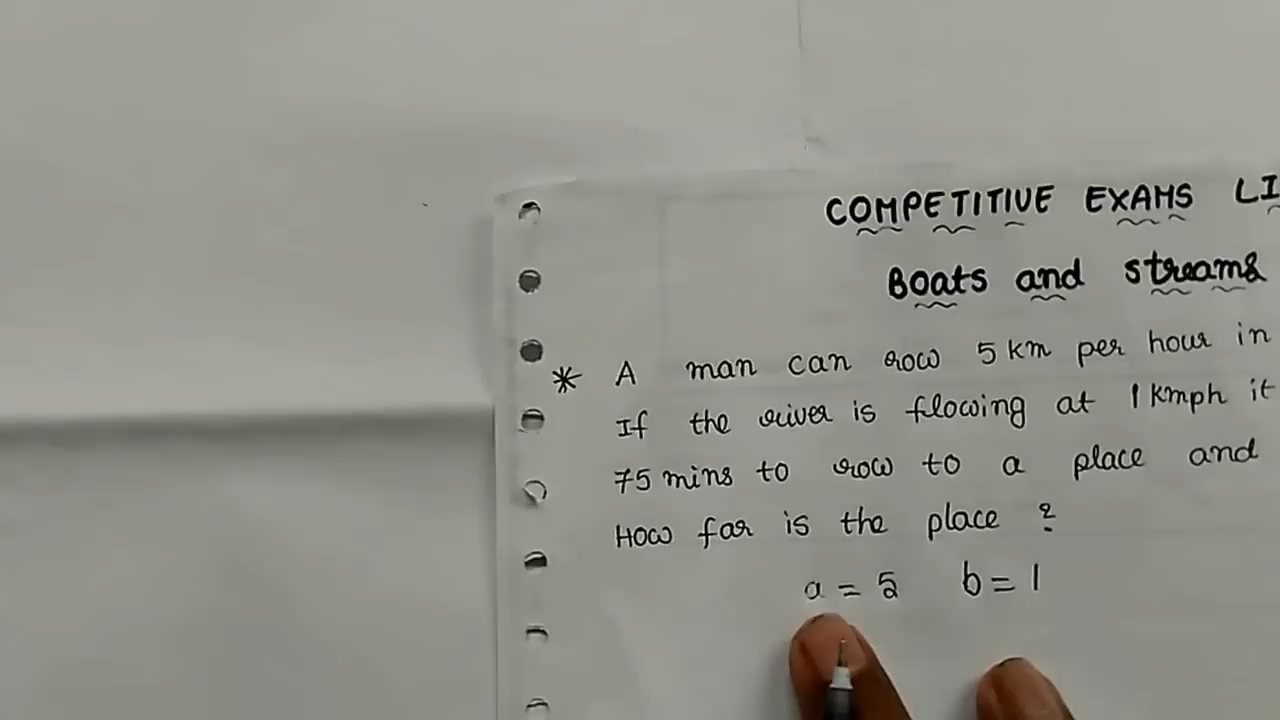 COMPETITIVE EXAMS LI
Boats and streams
* A man can row 5 km per hour in
If the river is flowing at 1 kmph it
75 mins to row to a place and
How far is the place ?
a = 5 b = 1